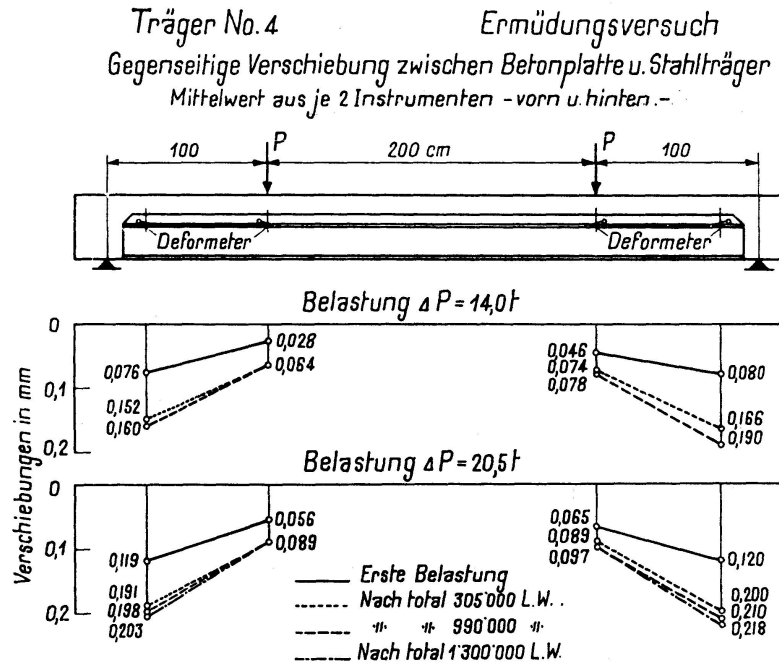 Träger No. 4 Ermüdungsversuch
Gegenseitige Verschiebung zwischen Betonplatte u. Stahlträger
Mittelwert aus je 2 Instrumenten - vorn u. hinten.-
P P
100 200 cm 100
Deformeter Deformeter
Belastung Δ P = 14,0 t
Verschiebungen in mm
0
0,1
0,2
0,076
0,152
0,160
0,028
0,064
0,046
0,074
0,078
0,080
0,166
0,190
Belastung Δ P = 20,5 t
0
0,1
0,2
0,119
0,191
0,198
0,203
0,056
0,089
0,065
0,089
0,097
0,120
0,200
0,210
0,218
Erste Belastung
Nach total 305'000 L.W. .
" " 990'000 "
Nach total 1'300'000 L.W.